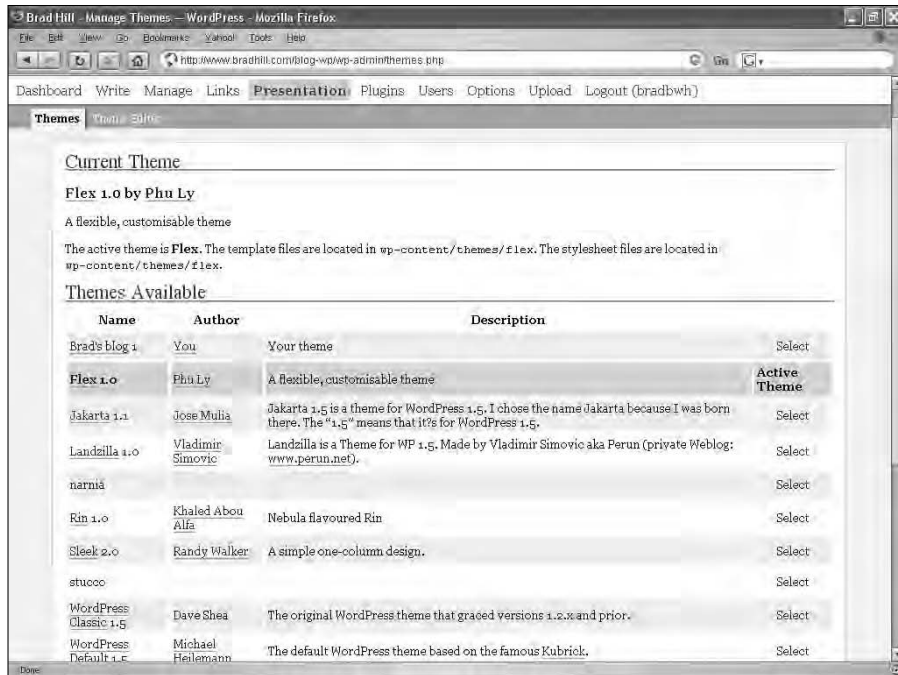 Brad Hill - Manage Themes — WordPress - Mozilla Firefox
File Edit View Go Bookmarks Yahoo! Tools Help
http://www.bradhill.com/blog-wp/wp-admin/themes.php Go
Dashboard Write Manage Links Presentation Plugins Users Options Upload Logout (bradbwh)
Themes Theme Editor
Current Theme
Flex 1.0 by Phu Ly
A flexible, customisable theme
The active theme is Flex. The template files are located in wp-content/themes/flex. The stylesheet files are located in
wp-content/themes/flex.
Themes Available
Name Author Description
Brad's blog 1 You Your theme Select
Flex 1.0 Phu Ly A flexible, customisable theme Active
Theme
Jakarta 1.1 Jose Mulia Jakarta 1.5 is a theme for WordPress 1.5. I chose the name Jakarta because I was born
there. The "1.5" means that it?s for WordPress 1.5. Select
Landzilla 1.0 Vladimir
Simovic Landzilla is a Theme for WP 1.5. Made by Vladimir Simovic aka Perun (private Weblog:
www.perun.net). Select
narnia Select
Rin 1.0 Khaled Abou
Alfa Nebula flavoured Rin Select
Sleek 2.0 Randy Walker A simple one-column design. Select
stucco Select
WordPress
Classic 1.5 Dave Shea The original WordPress theme that graced versions 1.2.x and prior. Select
WordPress
Default 1.5 Michael
Heilemann The default WordPress theme based on the famous Kubrick. Select
Done